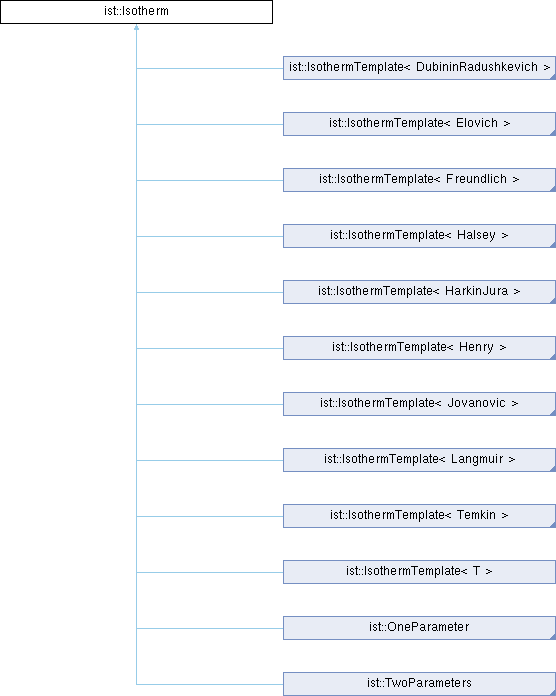 ist::Isotherm
ist::IsothermTemplate< DubininRadushkevich >
ist::IsothermTemplate< Elovich >
ist::IsothermTemplate< Freundlich >
ist::IsothermTemplate< Halsey >
ist::IsothermTemplate< HarkinJura >
ist::IsothermTemplate< Henry >
ist::IsothermTemplate< Jovanovic >
ist::IsothermTemplate< Langmuir >
ist::IsothermTemplate< Temkin >
ist::IsothermTemplate< T >
ist::OneParameter
ist::TwoParameters